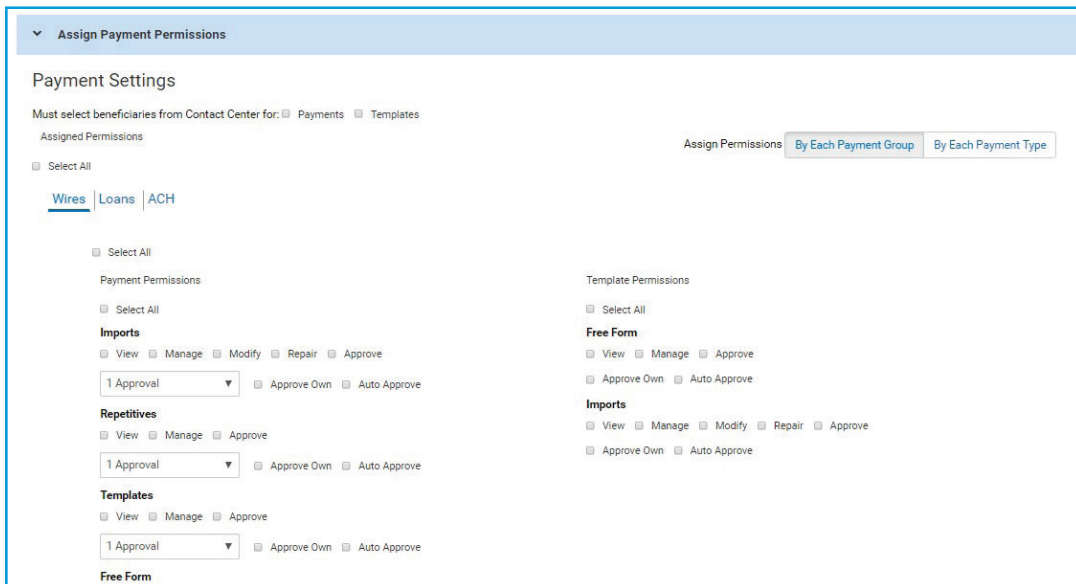 Assign Payment Permissions
Payment Settings
Must select beneficiaries from Contact Center for: Payments Templates
Assigned Permissions
Assign Permissions By Each Payment Group By Each Payment Type
Select All
Wires Loans ACH
Select All
Payment Permissions
Select All
Imports
View Manage Modify Repair Approve
1 Approval Approve Own Auto Approve
Repetitives
View Manage Approve
1 Approval Approve Own Auto Approve
Templates
View Manage Approve
1 Approval Approve Own Auto Approve
Free Form
Template Permissions
Select All
Free Form
View Manage Approve
Approve Own Auto Approve
Imports
View Manage Modify Repair Approve
Approve Own Auto Approve